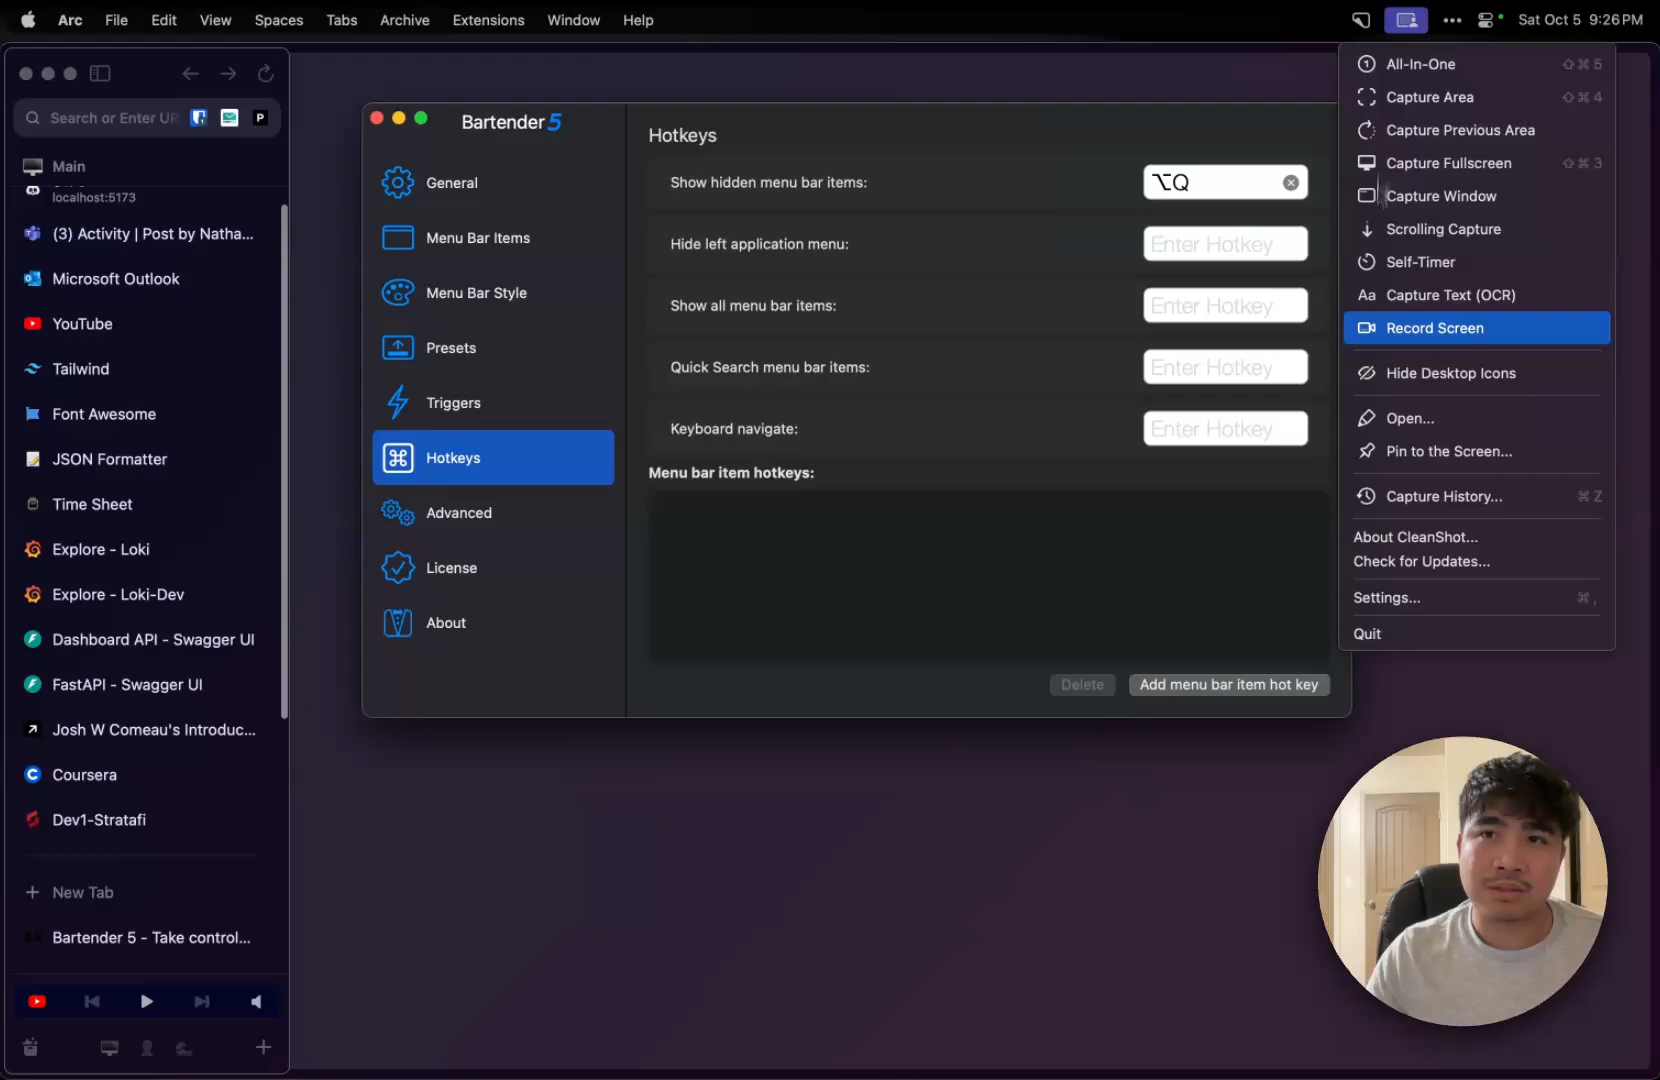 Arc File Edit View Spaces Tabs Archive Extensions Window Help
Sat Oct 5 9:26 PM
Search or Enter UR
P
Main
localhost:5173
(3) Activity | Post by Natha...
Microsoft Outlook
YouTube
Tailwind
Font Awesome
JSON Formatter
Time Sheet
Explore - Loki
Explore - Loki-Dev
Dashboard API - Swagger UI
FastAPI - Swagger UI
Josh W Comeau's Introduc...
Coursera
Dev1-Stratafi
New Tab
Bartender 5 - Take control...
Bartender 5
General
Menu Bar Items
Menu Bar Style
Presets
Triggers
Hotkeys
Advanced
License
About
Hotkeys
Show hidden menu bar items: ⌥Q
Hide left application menu: Enter Hotkey
Show all menu bar items: Enter Hotkey
Quick Search menu bar items: Enter Hotkey
Keyboard navigate: Enter Hotkey
Menu bar item hotkeys:
Delete Add menu bar item hot key
All-In-One ⇧⌘5
Capture Area ⇧⌘4
Capture Previous Area
Capture Fullscreen ⇧⌘3
Capture Window
Scrolling Capture
Self-Timer
Aa Capture Text (OCR)
Record Screen
Hide Desktop Icons
Open...
Pin to the Screen...
Capture History... ⌘Z
About CleanShot...
Check for Updates...
Settings... ⌘,
Quit